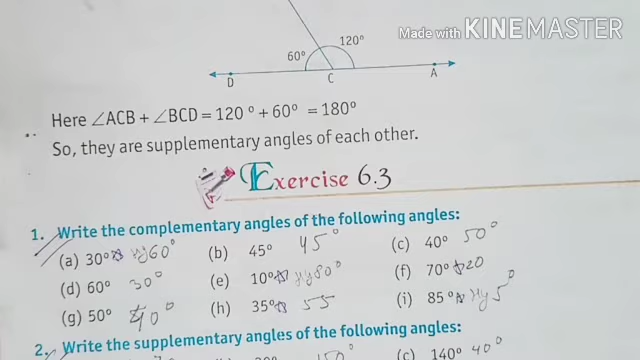 Made with KINEMASTER
120°
60°
D C A
Here ∠ACB + ∠BCD = 120 ° + 60° = 180°
So, they are supplementary angles of each other.
Exercise 6.3
1. Write the complementary angles of the following angles:
(a) 30° 60° (b) 45° 45° (c) 40° 50°
(d) 60° 30° (e) 10° 80° (f) 70° 20
(g) 50° 40° (h) 35° 55 (i) 85° 5°
2. Write the supplementary angles of the following angles:
150° (c) 140° 40°